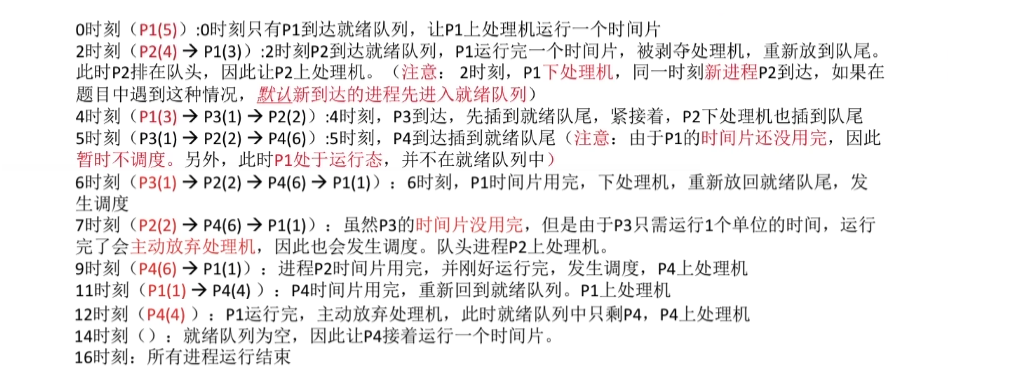 0时刻（P1(5)）:0时刻只有P1到达就绪队列，让P1上处理机运行一个时间片
2时刻（P2(4) → P1(3)）:2时刻P2到达就绪队列，P1运行完一个时间片，被剥夺处理机，重新放到队尾。
此时P2排在队头，因此让P2上处理机。（注意： 2时刻，P1下处理机，同一时刻新进程P2到达，如果在
题目中遇到这种情况，默认新到达的进程先进入就绪队列）
4时刻（P1(3) → P3(1) → P2(2)）:4时刻，P3到达，先插到就绪队尾，紧接着，P2下处理机也插到队尾
5时刻（P3(1) → P2(2) → P4(6)）:5时刻，P4到达插到就绪队尾（注意：由于P1的时间片还没用完，因此
暂时不调度。另外，此时P1处于运行态，并不在就绪队列中）
6时刻（P3(1) → P2(2) → P4(6) → P1(1)）：6时刻，P1时间片用完，下处理机，重新放回就绪队尾，发
生调度
7时刻（P2(2) → P4(6) → P1(1)）：虽然P3的时间片没用完，但是由于P3只需运行1个单位的时间，运行
完了会主动放弃处理机，因此也会发生调度。队头进程P2上处理机。
9时刻（P4(6) → P1(1)）：进程P2时间片用完，并刚好运行完，发生调度，P4上处理机
11时刻（P1(1) → P4(4) ）：P4时间片用完，重新回到就绪队列。P1上处理机
12时刻（P4(4) ）：P1运行完，主动放弃处理机，此时就绪队列中只剩P4，P4上处理机
14时刻（）：就绪队列为空，因此让P4接着运行一个时间片。
16时刻：所有进程运行结束